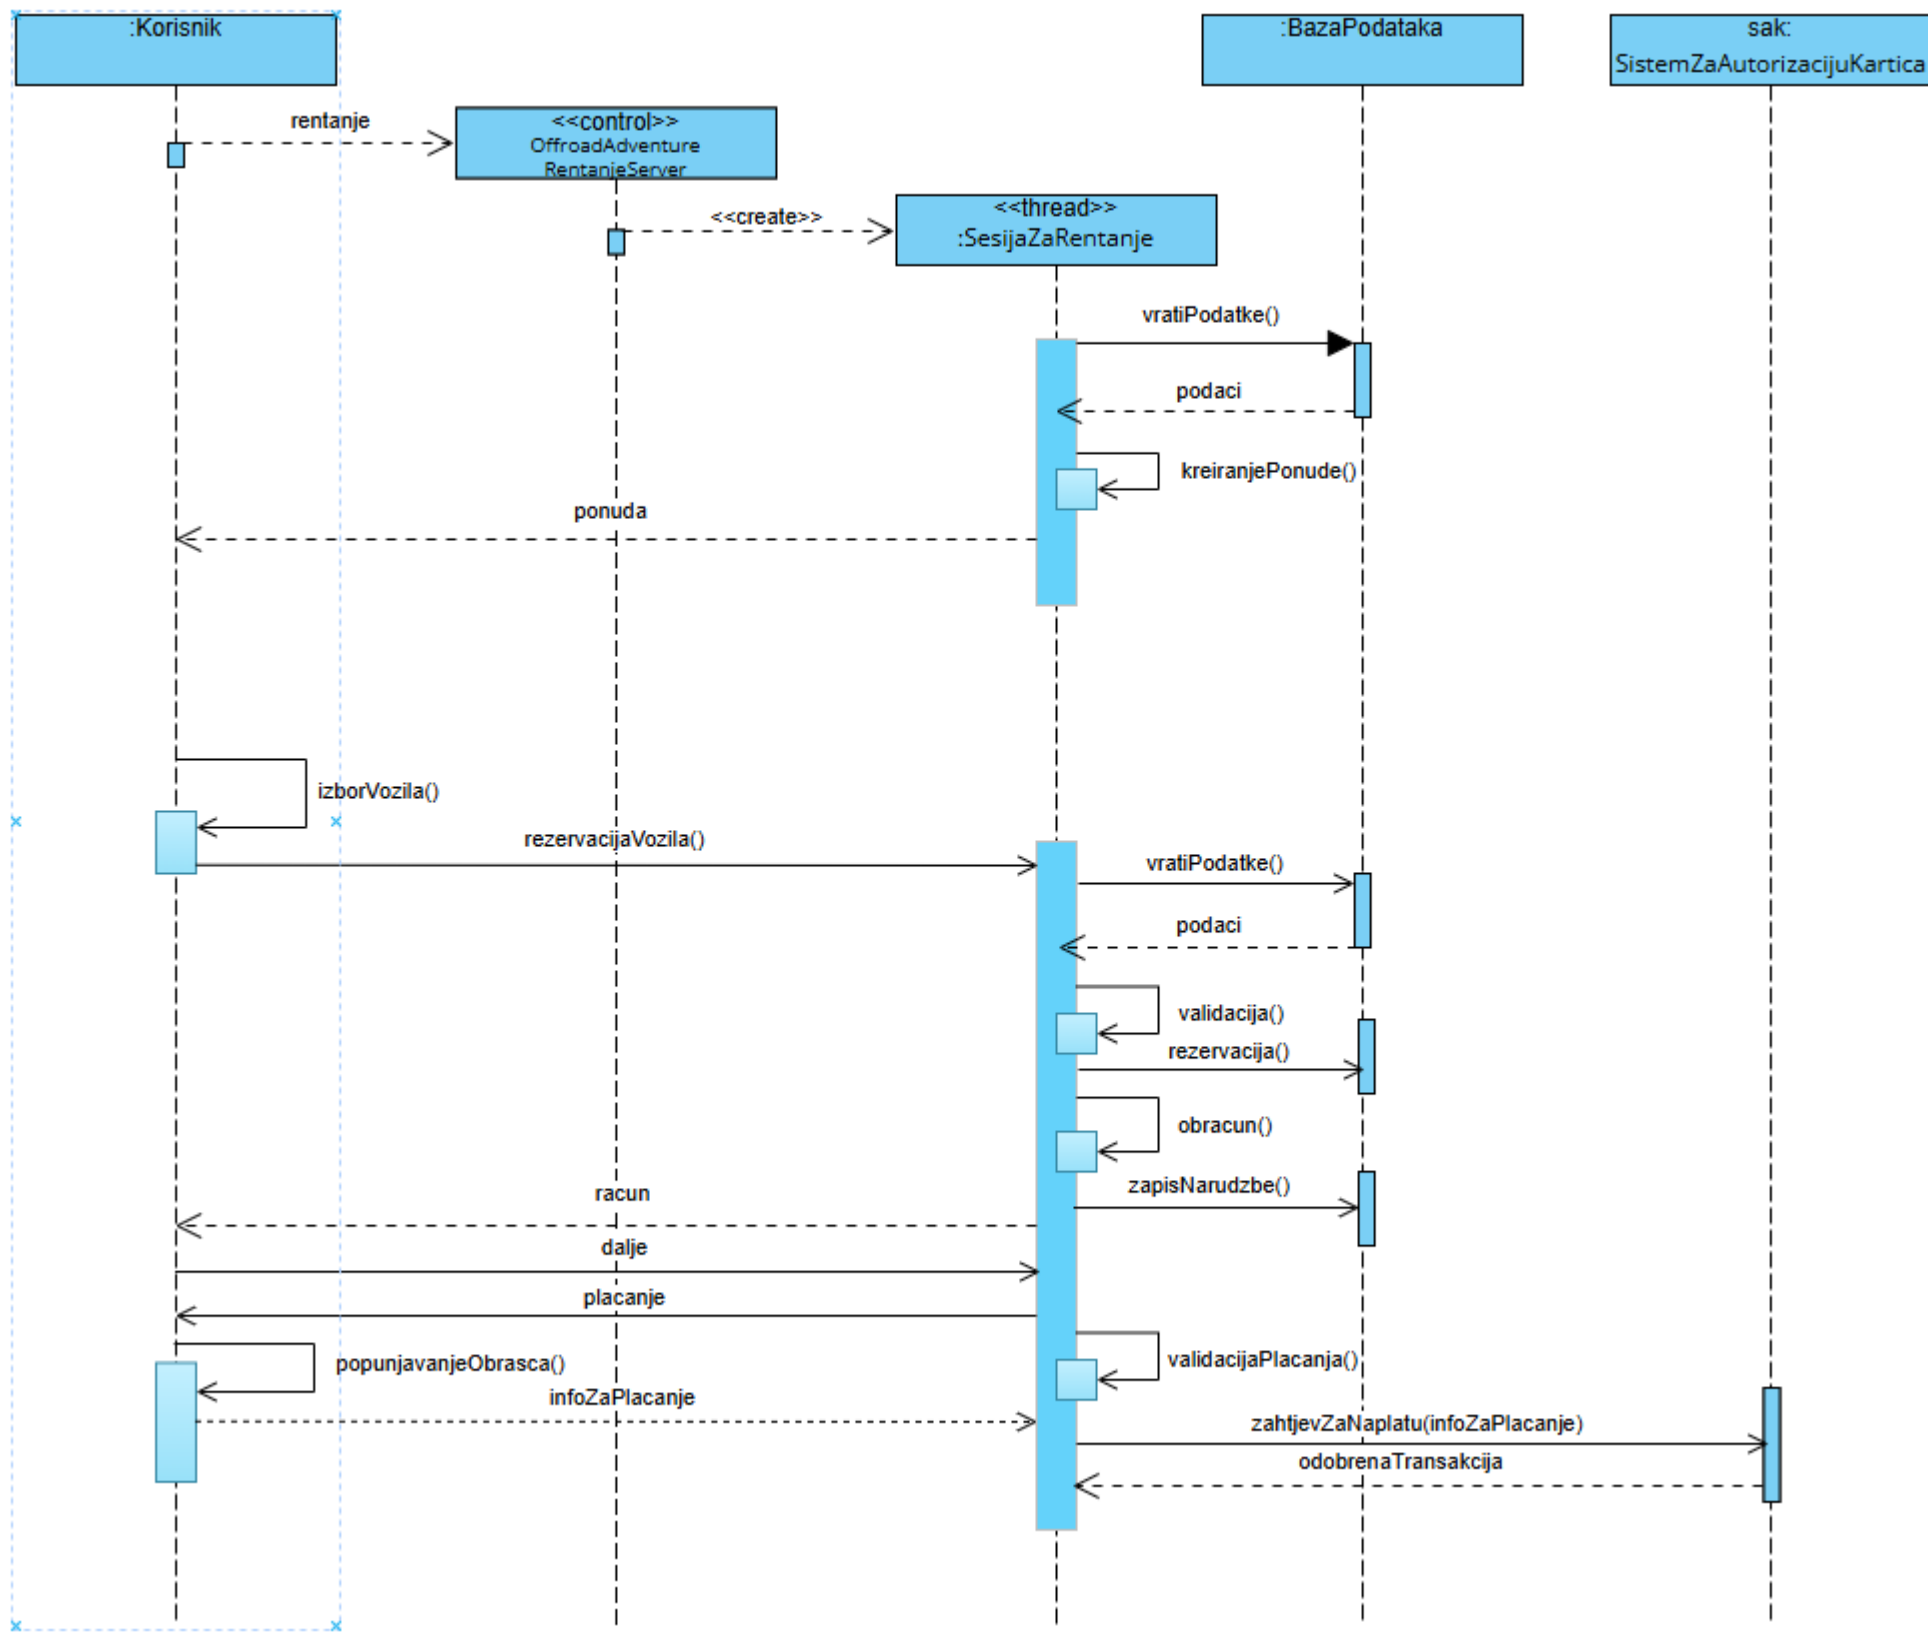 :Korisnik
:BazaPodataka
sak:
SistemZaAutorizacijuKartica
rentanje
<<control>>
OffroadAdventure
RentanjeServer
<<create>>
<<thread>>
:SesijaZaRentanje
vratiPodatke()
podaci
kreiranjePonude()
ponuda
izborVozila()
rezervacijaVozila()
vratiPodatke()
podaci
validacija()
rezervacija()
obracun()
zapisNarudzbe()
racun
dalje
placanje
popunjavanjeObrasca()
validacijaPlacanja()
infoZaPlacanje
zahtjevZaNaplatu(infoZaPlacanje)
odobrenaTransakcija